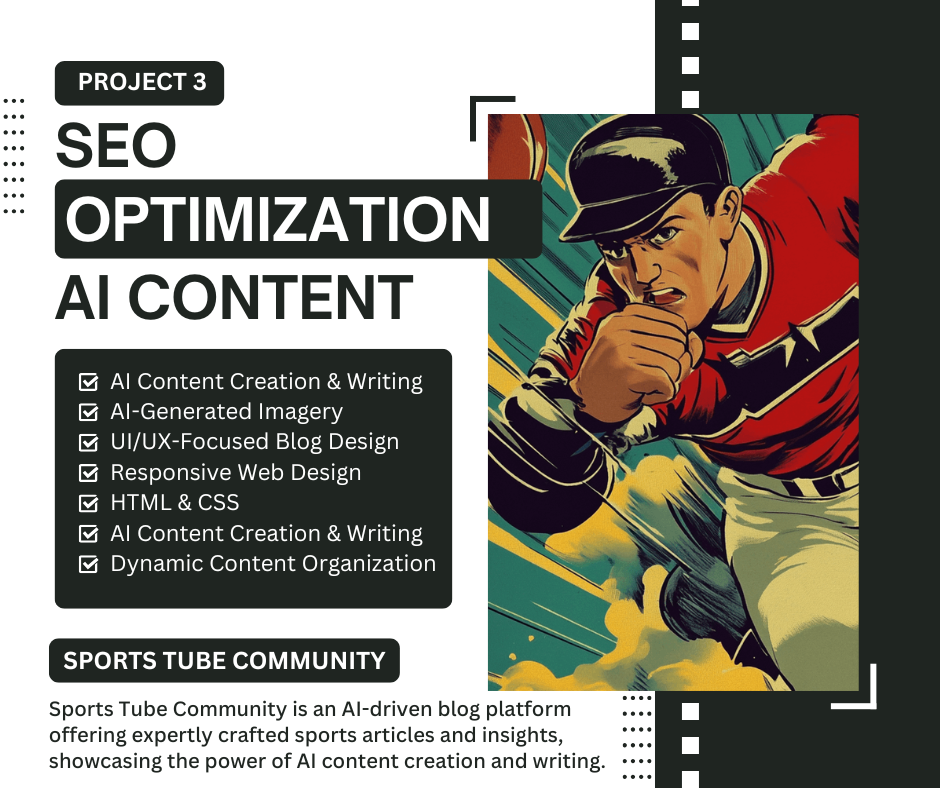 PROJECT 3
SEO
OPTIMIZATION
AI CONTENT
AI Content Creation & Writing
AI-Generated Imagery
UI/UX-Focused Blog Design
Responsive Web Design
HTML & CSS
AI Content Creation & Writing
Dynamic Content Organization
SPORTS TUBE COMMUNITY
Sports Tube Community is an AI-driven blog platform
offering expertly crafted sports articles and insights,
showcasing the power of AI content creation and writing.